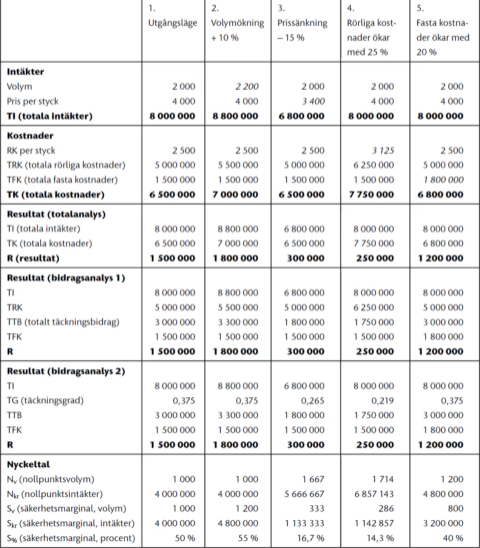 1. 2. 3. 4. 5.
Utgångsläge Volymökning Prissänkning Rörliga kost- Fasta kostna-
+ 10 % – 15 % nader ökar der ökar med
med 25 % 20 %
Intäkter
Volym 2 000 2 200 2 000 2 000 2 000
Pris per styck 4 000 4 000 3 400 4 000 4 000
TI (totala intäkter) 8 000 000 8 800 000 6 800 000 8 000 000 8 000 000
Kostnader
RK per styck 2 500 2 500 2 500 3 125 2 500
TRK (totala rörliga kostnader) 5 000 000 5 500 000 5 000 000 6 250 000 5 000 000
TFK (totala fasta kostnader) 1 500 000 1 500 000 1 500 000 1 500 000 1 800 000
TK (totala kostnader) 6 500 000 7 000 000 6 500 000 7 750 000 6 800 000
Resultat (totalanalys)
TI (totala intäkter) 8 000 000 8 800 000 6 800 000 8 000 000 8 000 000
TK (totala kostnader) 6 500 000 7 000 000 6 500 000 7 750 000 6 800 000
R (resultat) 1 500 000 1 800 000 300 000 250 000 1 200 000
Resultat (bidragsanalys 1)
TI 8 000 000 8 800 000 6 800 000 8 000 000 8 000 000
TRK 5 000 000 5 500 000 5 000 000 6 250 000 5 000 000
TTB (totalt täckningsbidrag) 3 000 000 3 300 000 1 800 000 1 750 000 3 000 000
TFK 1 500 000 1 500 000 1 500 000 1 500 000 1 800 000
R 1 500 000 1 800 000 300 000 250 000 1 200 000
Resultat (bidragsanalys 2)
TI 8 000 000 8 800 000 6 800 000 8 000 000 8 000 000
TG (täckningsgrad) 0,375 0,375 0,265 0,219 0,375
TTB 3 000 000 3 300 000 1 800 000 1 750 000 3 000 000
TFK 1 500 000 1 500 000 1 500 000 1 500 000 1 800 000
R 1 500 000 1 800 000 300 000 250 000 1 200 000
Nyckeltal
Nv (nollpunktsvolym) 1 000 1 000 1 667 1 714 1 200
Nkr (nollpunktsintäkter) 4 000 000 4 000 000 5 666 667 6 857 143 4 800 000
Sv (säkerhetsmarginal, volym) 1 000 1 200 333 286 800
Skr (säkerhetsmarginal, intäkter) 4 000 000 4 800 000 1 133 333 1 142 857 3 200 000
S% (säkerhetsmarginal, procent) 50 % 55 % 16,7 % 14,3 % 40 %